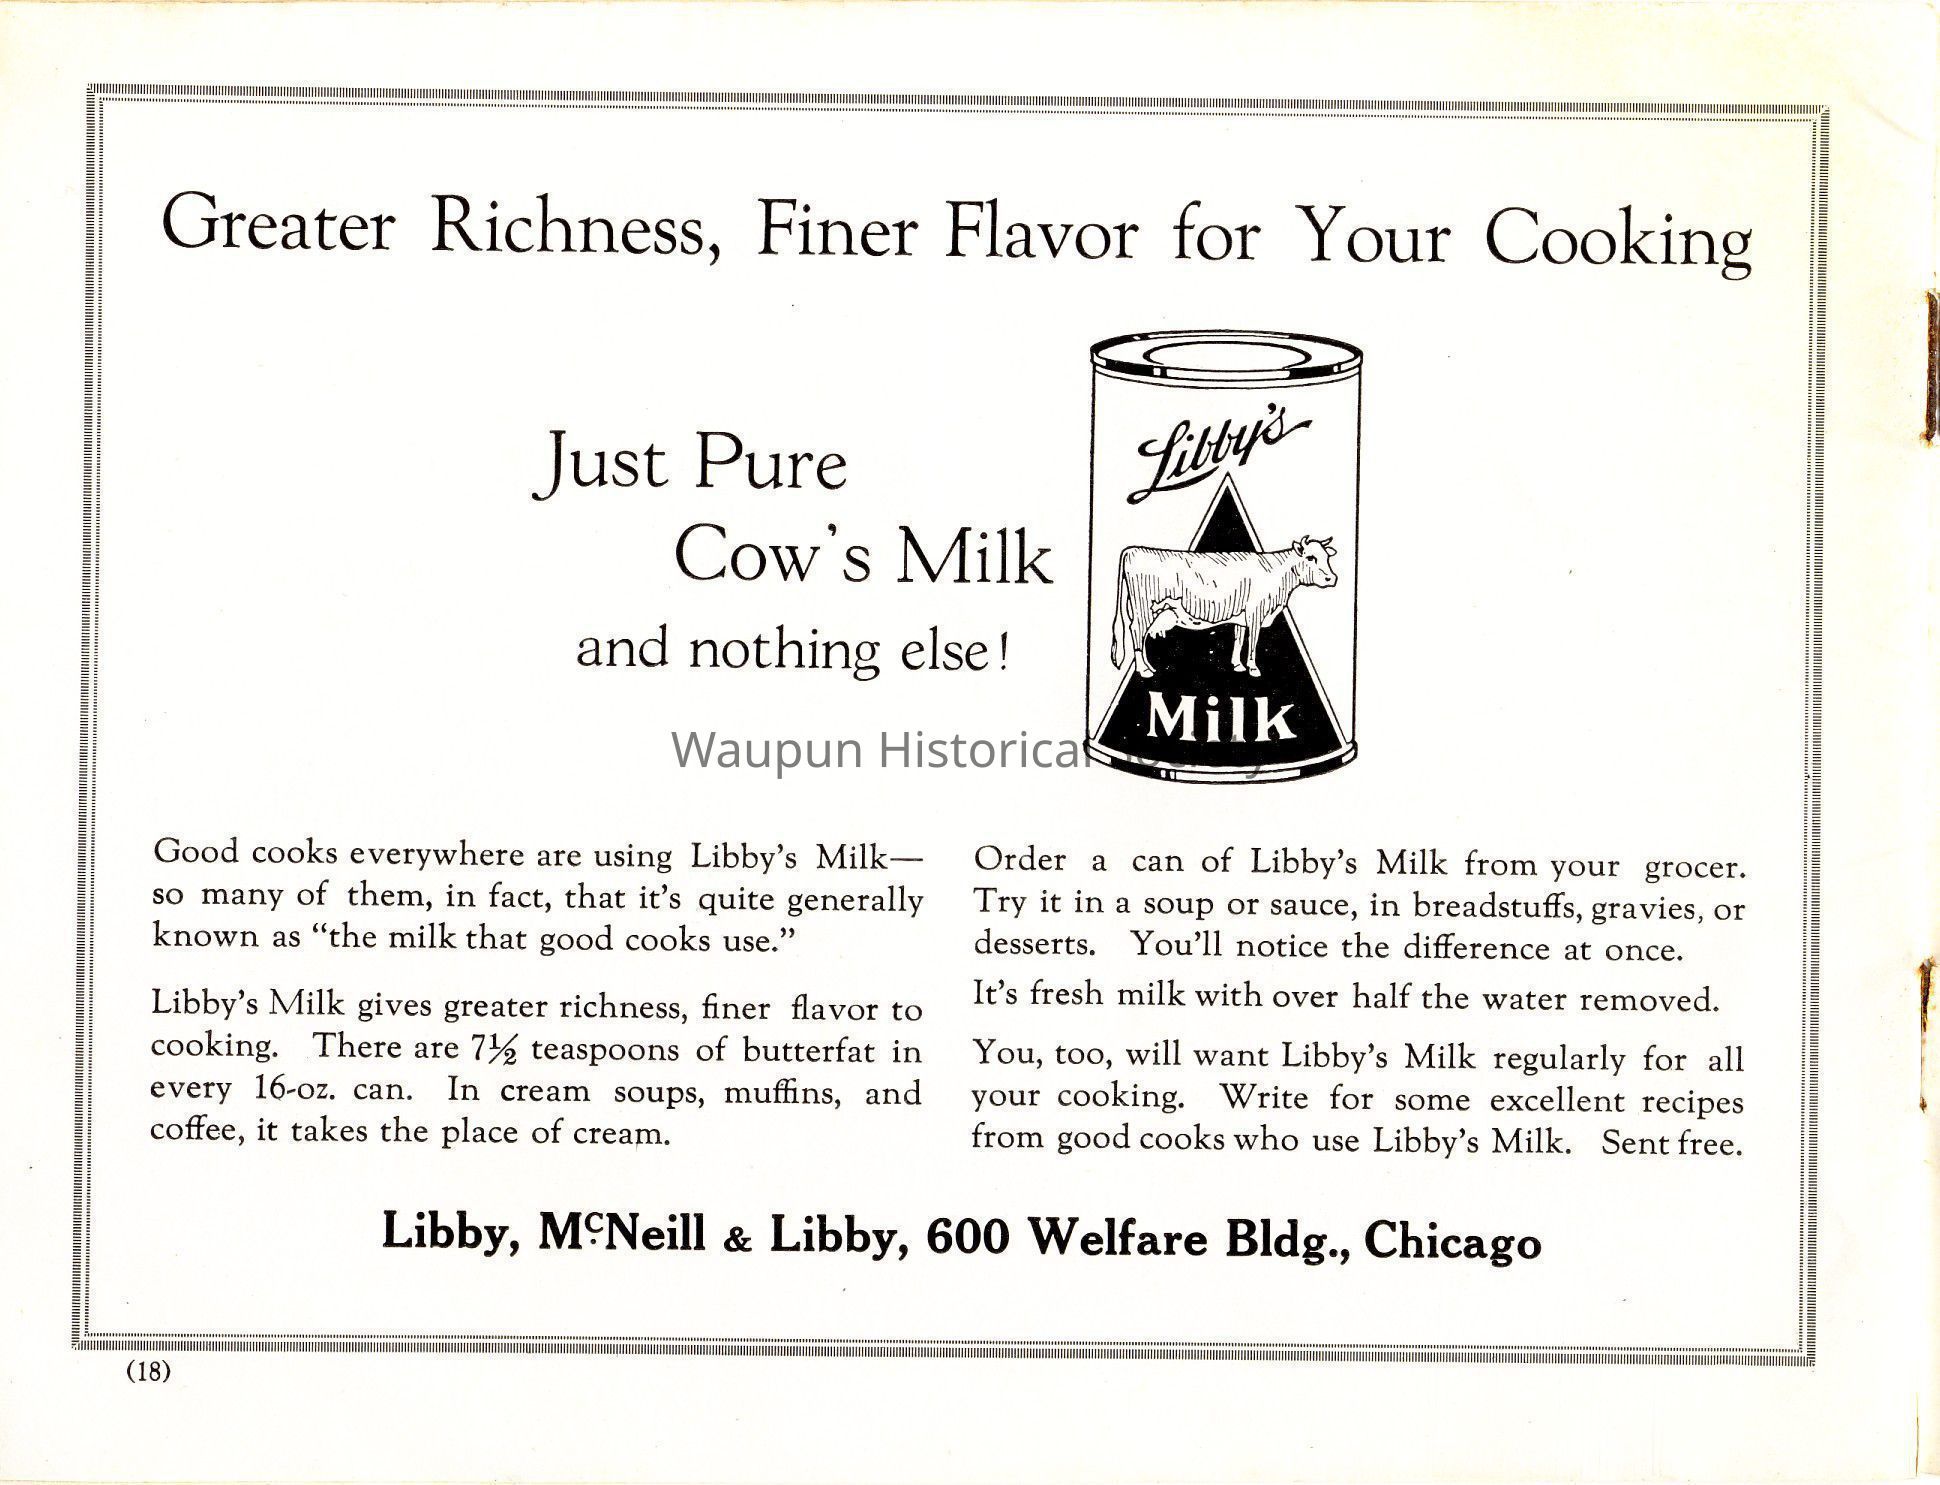 Greater Richness, Finer Flavor for Your Cooking
Just Pure
Cow's Milk
and nothing else!
Libby's
Milk
Waupun Historical Society
Good cooks everywhere are using Libby's Milk—
so many of them, in fact, that it's quite generally
known as “the milk that good cooks use.”
Libby's Milk gives greater richness, finer flavor to
cooking. There are 7½ teaspoons of butterfat in
every 16-oz. can. In cream soups, muffins, and
coffee, it takes the place of cream.
Order a can of Libby's Milk from your grocer.
Try it in a soup or sauce, in breadstuffs, gravies, or
desserts. You'll notice the difference at once.
It's fresh milk with over half the water removed.
You, too, will want Libby's Milk regularly for all
your cooking. Write for some excellent recipes
from good cooks who use Libby's Milk. Sent free.
Libby, McNeill & Libby, 600 Welfare Bldg., Chicago
(18)